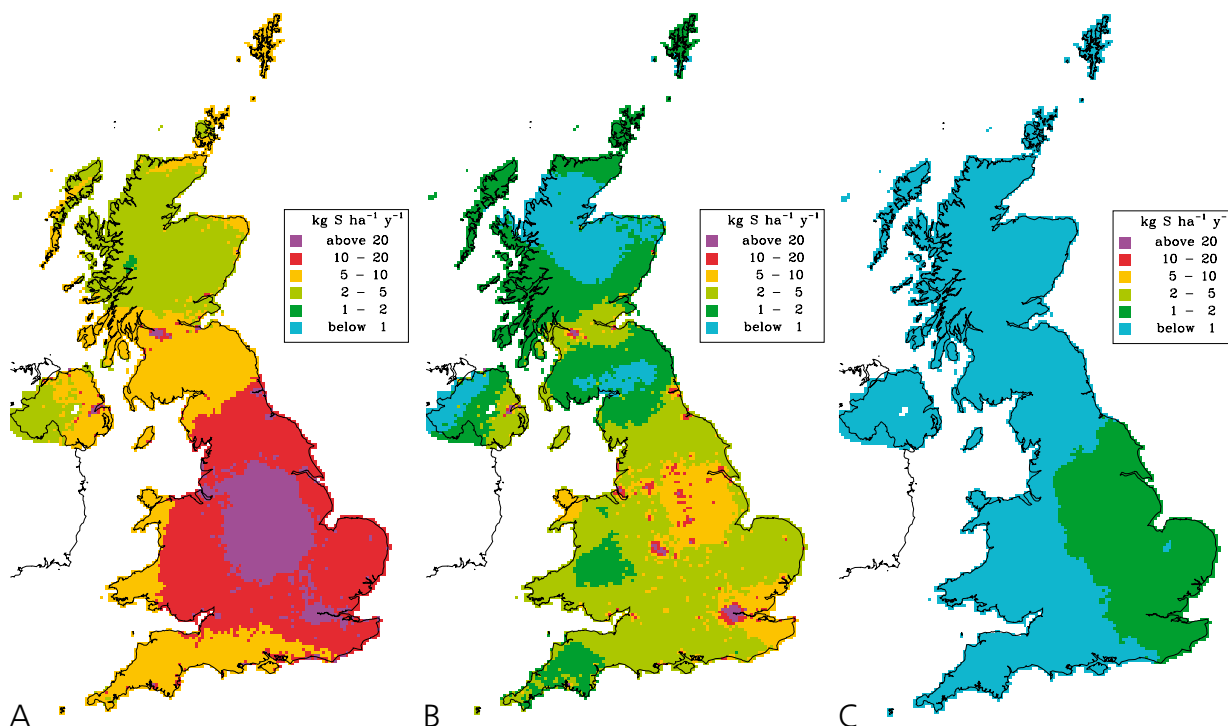 kg S ha⁻¹ y⁻¹
above 20
10 – 20
5 – 10
2 – 5
1 – 2
below 1
A
kg S ha⁻¹ y⁻¹
above 20
10 – 20
5 – 10
2 – 5
1 – 2
below 1
B
kg S ha⁻¹ y⁻
above 20
10 – 20
5 – 10
2 – 5
1 – 2
below 1
C